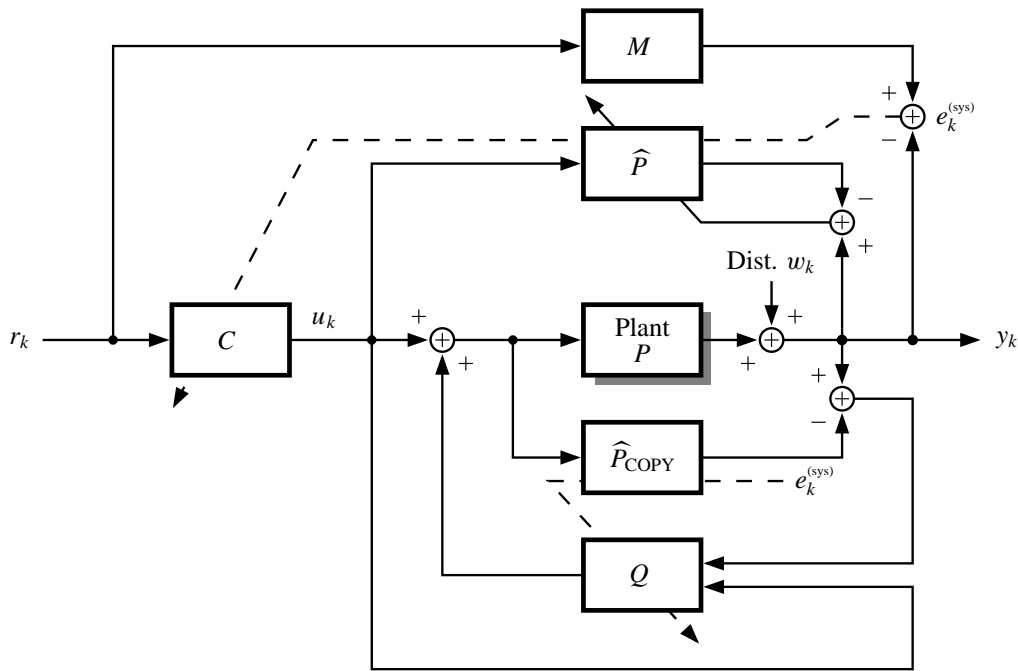 M
+
e_k^(sys)
−
P̂
−
+
Dist. w_k
r_k
C
u_k
+
+
+
Plant
P
+
+
y_k
+
+
−
P̂_COPY
e_k^(sys)
Q